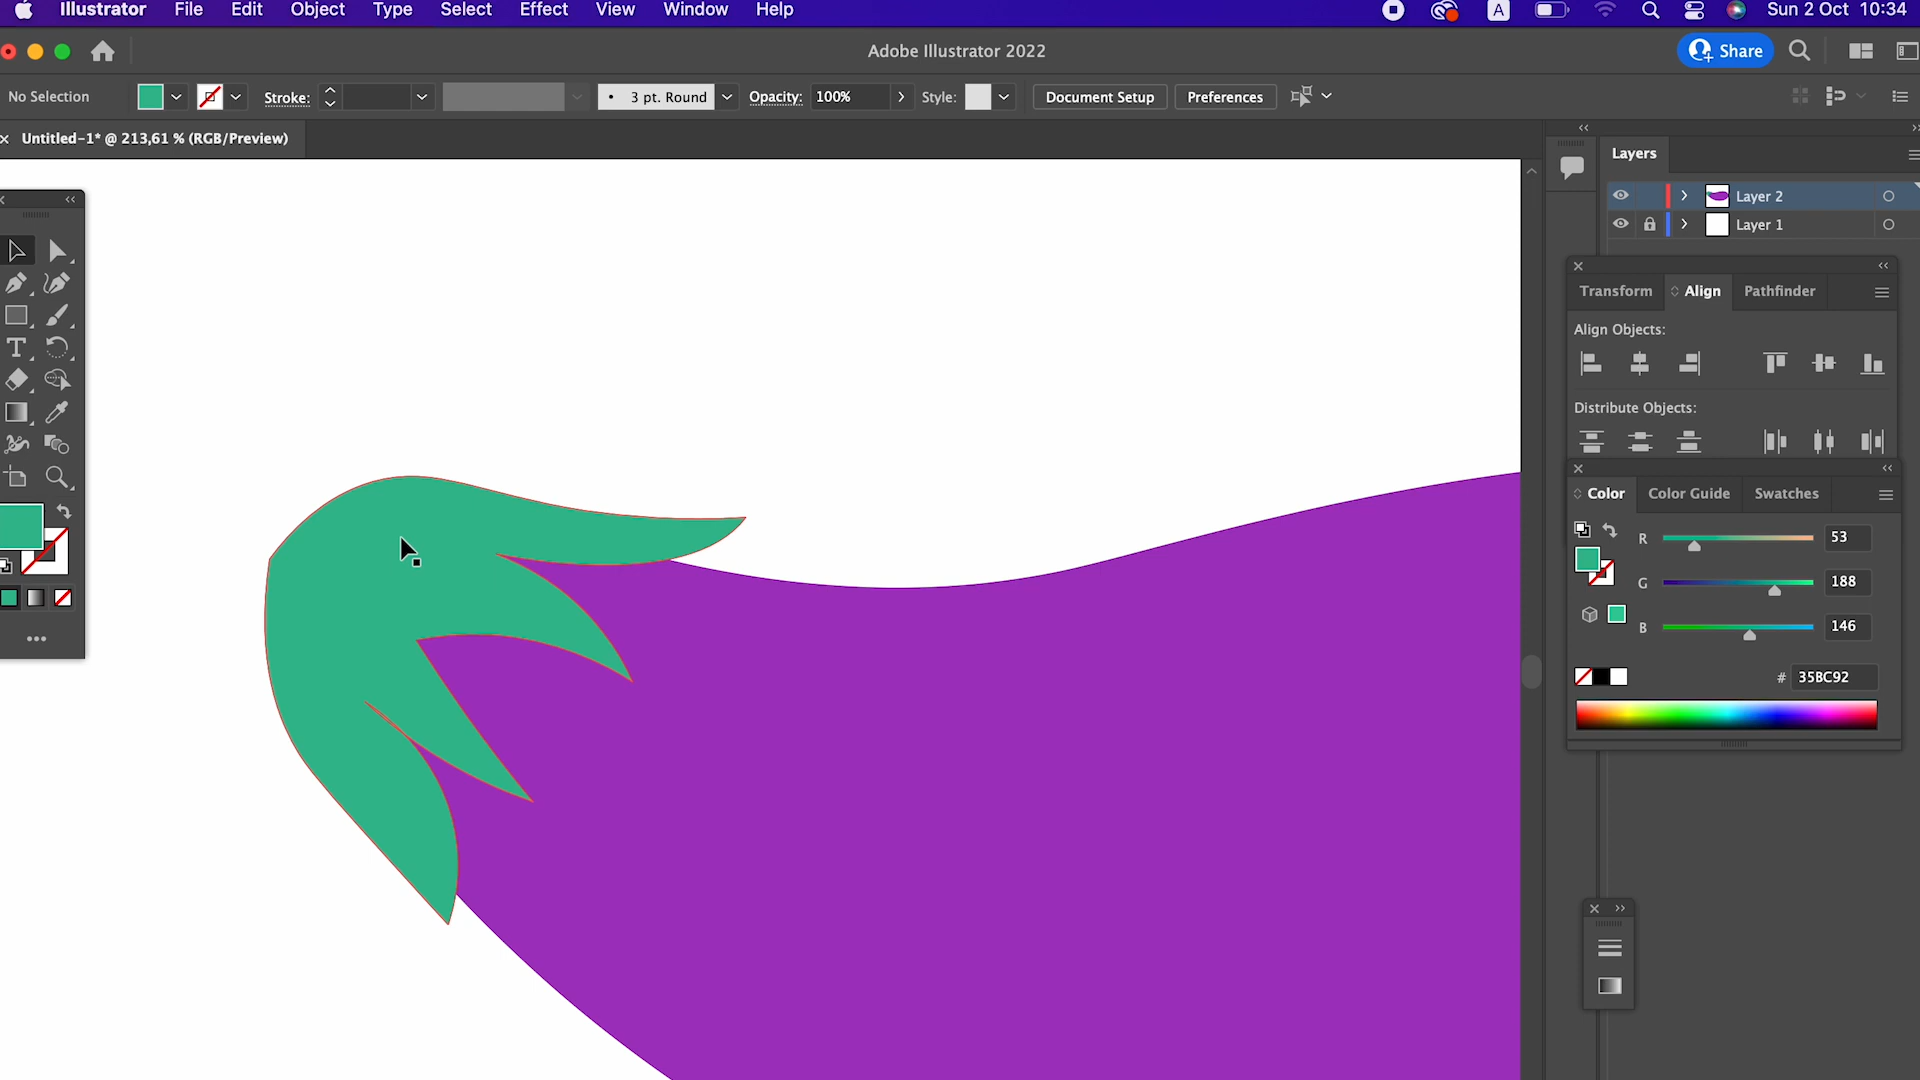 Illustrator File Edit Object Type Select Effect View Window Help A Sun 2 Oct 10:34
Adobe Illustrator 2022 Share
No Selection Stroke: 3 pt. Round Opacity: 100% Style: Document Setup Preferences
Untitled-1* @ 213,61 % (RGB/Preview)
Layers
Layer 2
Layer 1
Transform Align Pathfinder
Align Objects:
Distribute Objects:
Color Color Guide Swatches
R 53
G 188
B 146
# 35BC92